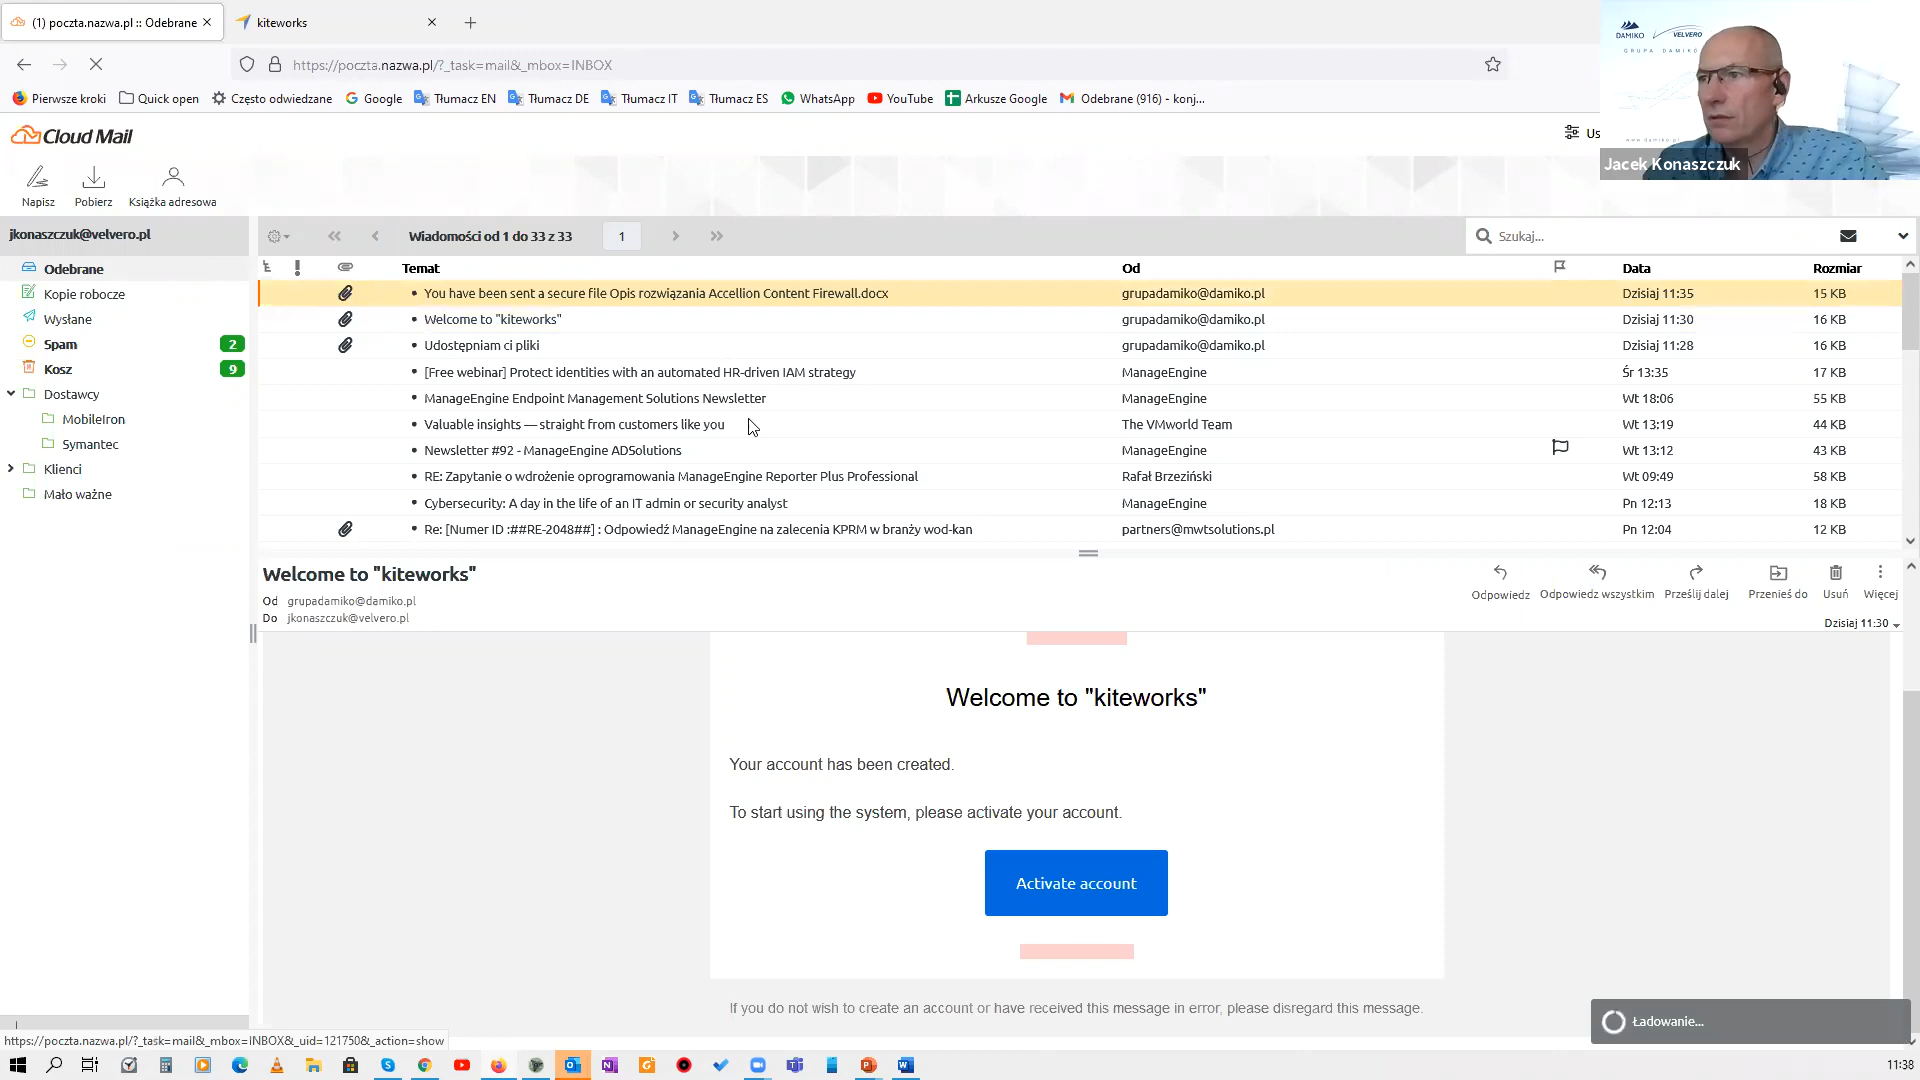 (1) poczta.nazwa.pl :: Odebrane
kiteworks
https://poczta.nazwa.pl/?_task=mail&_mbox=INBOX
Pierwsze kroki
Quick open
Często odwiedzane
Google
Tłumacz EN
Tłumacz DE
Tłumacz IT
Tłumacz ES
WhatsApp
YouTube
Arkusze Google
Odebrane (916) - konj...
DAMIKO
VELVERO
GRUPA DAMIKO
Jacek Konaszczuk
Cloud Mail
Us
Napisz
Pobierz
Książka adresowa
jkonaszczuk@velvero.pl
Wiadomości od 1 do 33 z 33
1
Szukaj...
Odebrane
Kopie robocze
Wysłane
Spam 2
Kosz 9
Dostawcy
MobileIron
Symantec
Klienci
Mało ważne
Temat Od Data Rozmiar
• You have been sent a secure file Opis rozwiązania Accellion Content Firewall.docx grupadamiko@damiko.pl Dzisiaj 11:35 15 KB
• Welcome to "kiteworks" grupadamiko@damiko.pl Dzisiaj 11:30 16 KB
• Udostępniam ci pliki grupadamiko@damiko.pl Dzisiaj 11:28 16 KB
• [Free webinar] Protect identities with an automated HR-driven IAM strategy ManageEngine Śr 13:35 17 KB
• ManageEngine Endpoint Management Solutions Newsletter ManageEngine Wt 18:06 55 KB
• Valuable insights — straight from customers like you The VMworld Team Wt 13:19 44 KB
• Newsletter #92 - ManageEngine ADSolutions ManageEngine Wt 13:12 43 KB
• RE: Zapytanie o wdrożenie oprogramowania ManageEngine Reporter Plus Professional Rafał Brzeziński Wt 09:49 58 KB
• Cybersecurity: A day in the life of an IT admin or security analyst ManageEngine Pn 12:13 18 KB
• Re: [Numer ID :##RE-2048##] : Odpowiedź ManageEngine na zalecenia KPRM w branży wod-kan partners@mwtsolutions.pl Pn 12:04 12 KB
Welcome to "kiteworks"
Od grupadamiko@damiko.pl
Do jkonaszczuk@velvero.pl
Odpowiedz
Odpowiedz wszystkim
Prześlij dalej
Przenieś do
Usuń
Więcej
Dzisiaj 11:30
Welcome to "kiteworks"
Your account has been created.
To start using the system, please activate your account.
Activate account
If you do not wish to create an account or have received this message in error, please disregard this message.
Ładowanie...
https://poczta.nazwa.pl/?_task=mail&_mbox=INBOX&_uid=121750&_action=show
11:38